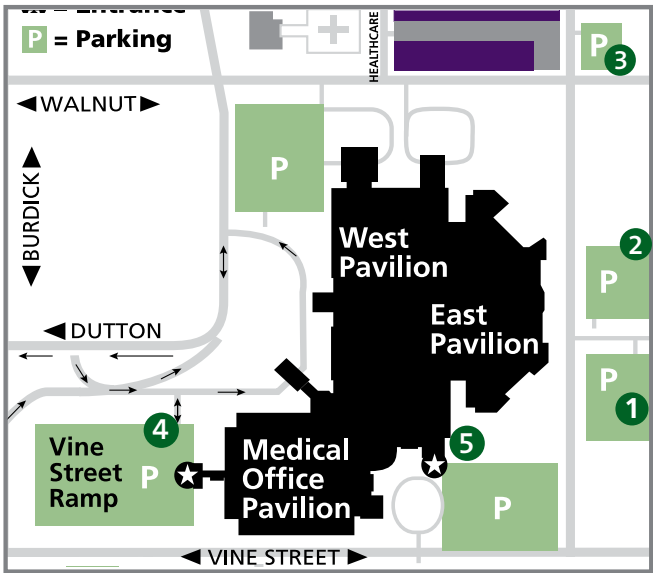 = Entrance
P = Parking
HEALTHCARE
P
3
WALNUT
P
BURDICK
West
Pavilion
2
P
East
Pavilion
DUTTON
P
1
4
Vine
Street
Ramp
P
Medical
Office
Pavilion
5
P
VINE STREET